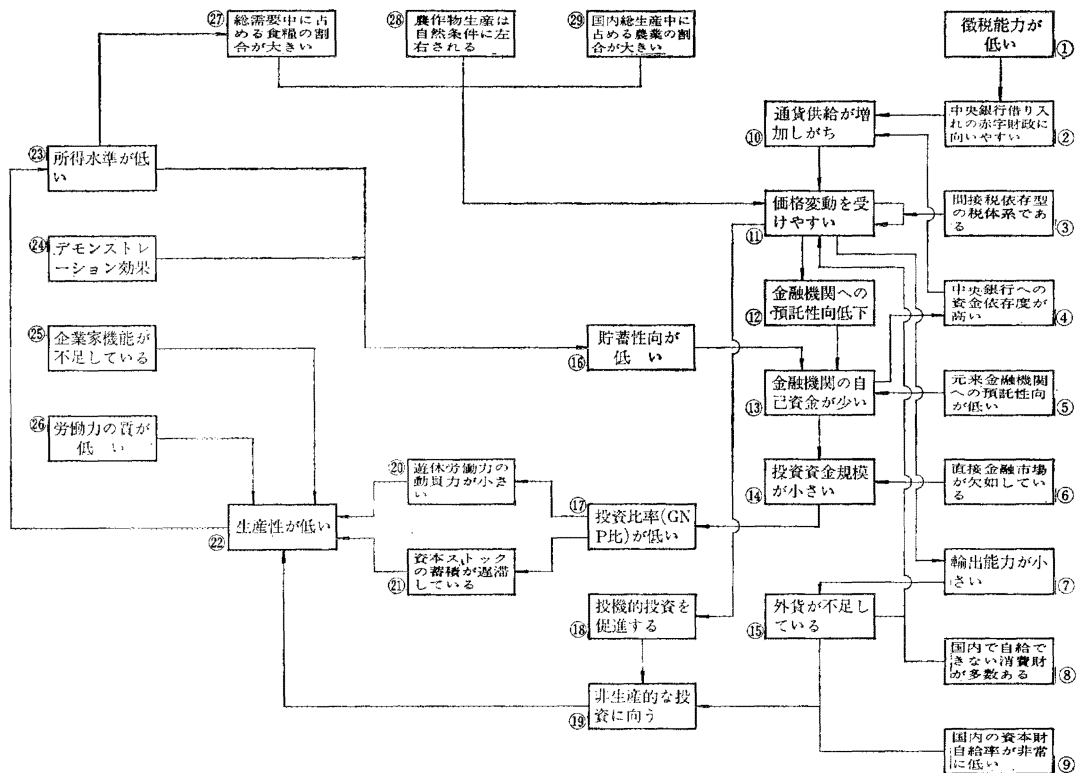 ①
徴税能力が
低い
②
中央銀行借り入
れの赤字財政に
向いやすい
③
間接税依存型
の税体系であ
る
④
中央銀行への
資金依存度が
高い
⑤
元来金融機関
への預託性向
が低い
⑥
直接金融市場
が欠如してい
る
⑦
輸出能力が小
さい
⑧
国内で自給で
きない消費財
が多数ある
⑨
国内の資本財
自給率が非常
に低い
⑩
通貨供給が増
加しがち
⑪
価格変動を受
けやすい
⑫
金融機関への
預託性向低下
⑬
金融機関の自
己資金が少い
⑭
投資資金規模
が小さい
⑮
外貨が不足し
ている
⑯
貯蓄性向が
低い
⑰
投資比率(GN
P比)が低い
⑱
投機的投資を
促進する
⑲
非生産的な投
資に向う
⑳
遊休労働力の
動員力が小さ
い
㉑
資本ストック
の蓄積が遅滞
している
㉒
生産性が低い
㉓
所得水準が低
い
㉔
デモンストレ
ーション効果
㉕
企業家機能が
不足している
㉖
労働力の質が
低い
㉗
総需要中に占
める食糧の割
合が大きい
㉘
農作物生産は
自然条件に左
右される
㉙
国内総生産中に
占める農業の割
合が大きい